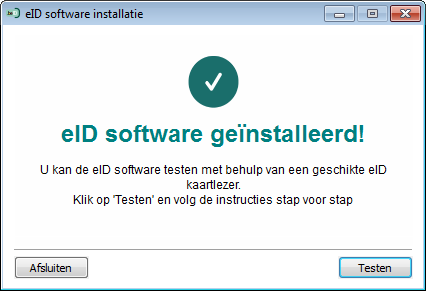 eID software installatie
eID software geïnstalleerd!
U kan de eID software testen met behulp van een geschikte eID
kaartlezer.
Klik op 'Testen' en volg de instructies stap voor stap
Afsluiten
Testen